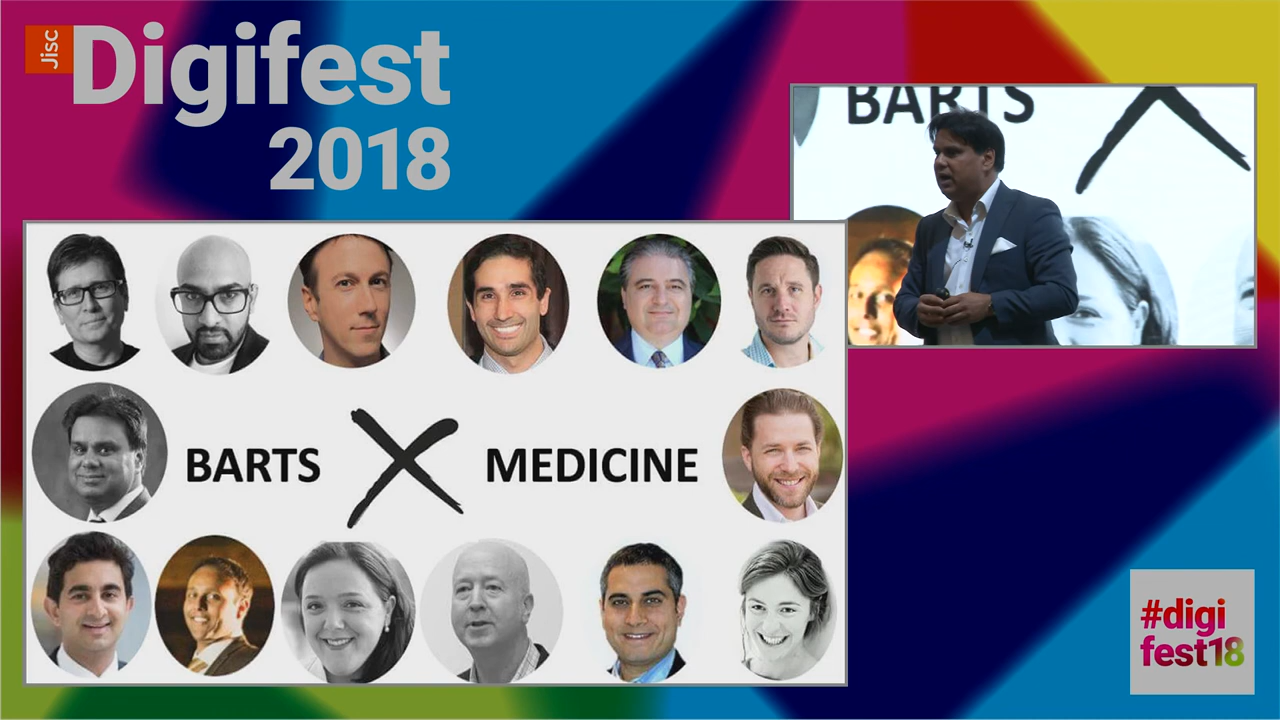 Jisc
Digifest
2018
BARTS
BARTS X MEDICINE
#digi
fest18